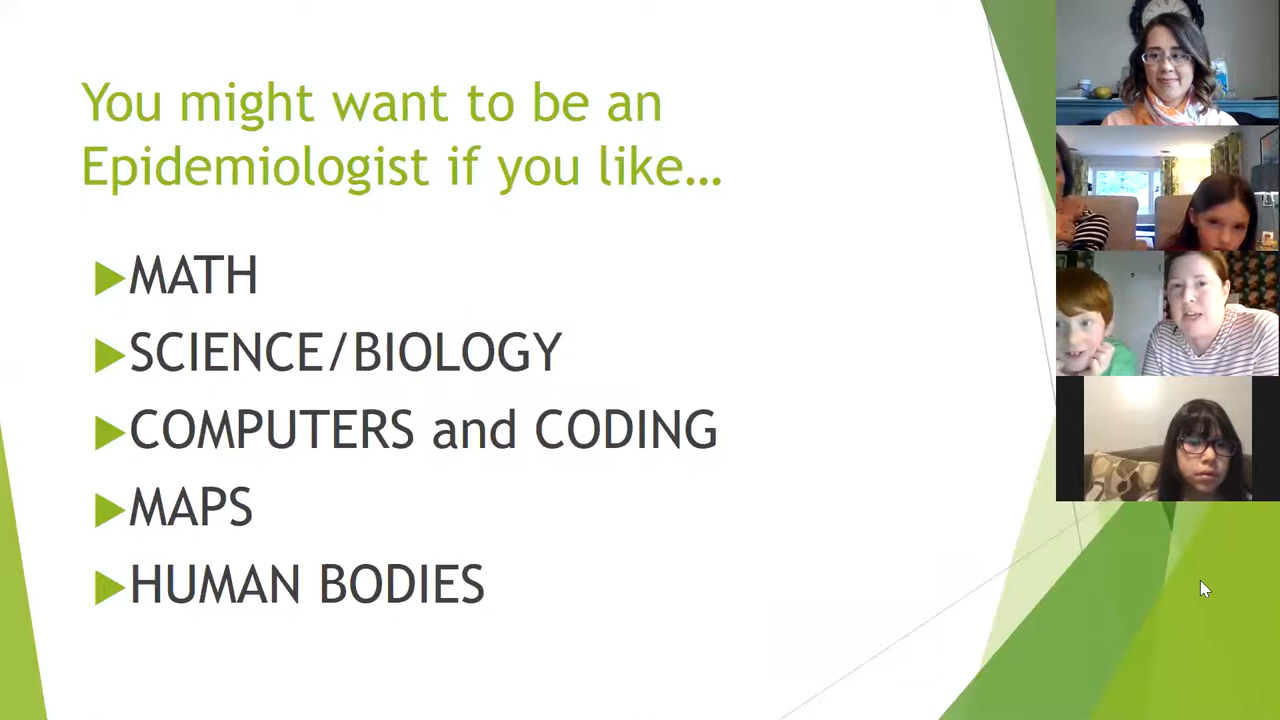 You might want to be an
Epidemiologist if you like…
MATH
SCIENCE/BIOLOGY
COMPUTERS and CODING
MAPS
HUMAN BODIES